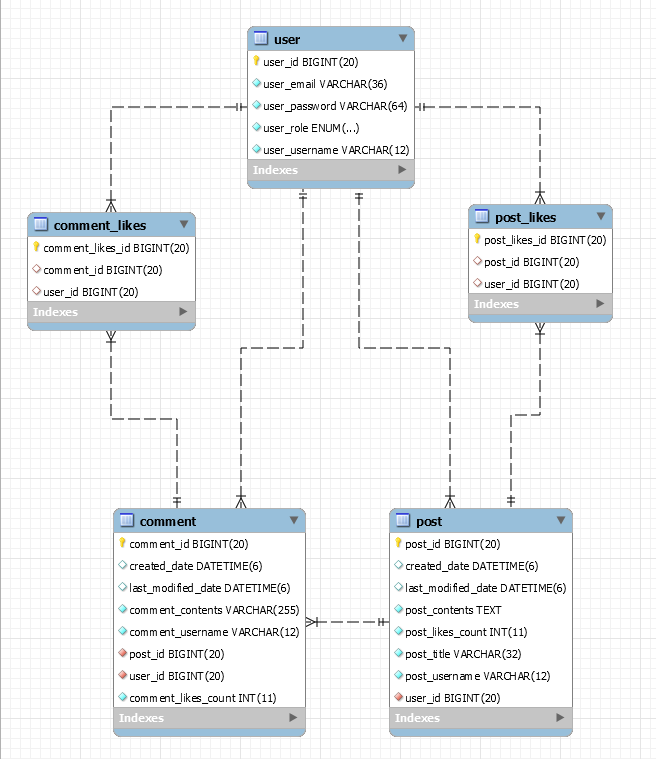 user
user_id BIGINT(20)
user_email VARCHAR(36)
user_password VARCHAR(64)
user_role ENUM(...)
user_username VARCHAR(12)
Indexes
comment_likes
comment_likes_id BIGINT(20)
comment_id BIGINT(20)
user_id BIGINT(20)
Indexes
post_likes
post_likes_id BIGINT(20)
post_id BIGINT(20)
user_id BIGINT(20)
Indexes
comment
comment_id BIGINT(20)
created_date DATETIME(6)
last_modified_date DATETIME(6)
comment_contents VARCHAR(255)
comment_username VARCHAR(12)
post_id BIGINT(20)
user_id BIGINT(20)
comment_likes_count INT(11)
Indexes
post
post_id BIGINT(20)
created_date DATETIME(6)
last_modified_date DATETIME(6)
post_contents TEXT
post_likes_count INT(11)
post_title VARCHAR(32)
post_username VARCHAR(12)
user_id BIGINT(20)
Indexes